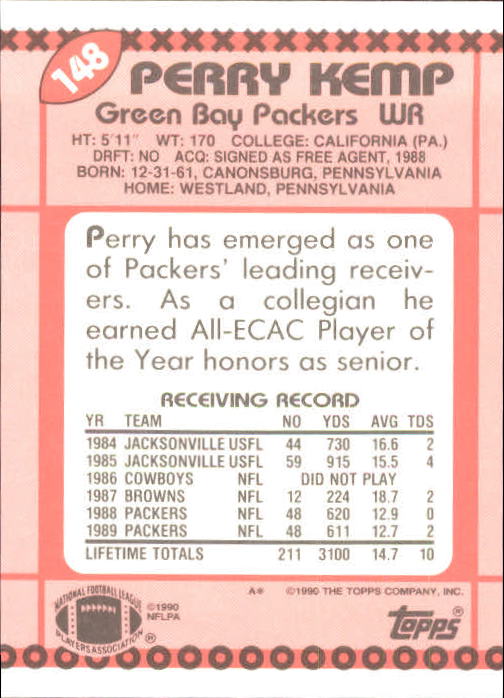 148
PERRY KEMP
Green Bay Packers WR
HT: 5'11" WT: 170 COLLEGE: CALIFORNIA (PA.)
DRFT: NO ACQ: SIGNED AS FREE AGENT, 1988
BORN: 12-31-61, CANONSBURG, PENNSYLVANIA
HOME: WESTLAND, PENNSYLVANIA
Perry has emerged as one
of Packers' leading receiv-
ers. As a collegian he
earned All-ECAC Player of
the Year honors as senior.
RECEIVING RECORD
YR TEAM NO YDS AVG TDS
1984 JACKSONVILLE USFL 44 730 16.6 2
1985 JACKSONVILLE USFL 59 915 15.5 4
1986 COWBOYS NFL DID NOT PLAY
1987 BROWNS NFL 12 224 18.7 2
1988 PACKERS NFL 48 620 12.9 0
1989 PACKERS NFL 48 611 12.7 2
LIFETIME TOTALS 211 3100 14.7 10
A* ©1990 THE TOPPS COMPANY, INC.
NATIONAL FOOTBALL LEAGUE
PLAYERS ASSOCIATION ®
©1990
NFLPA
topps®